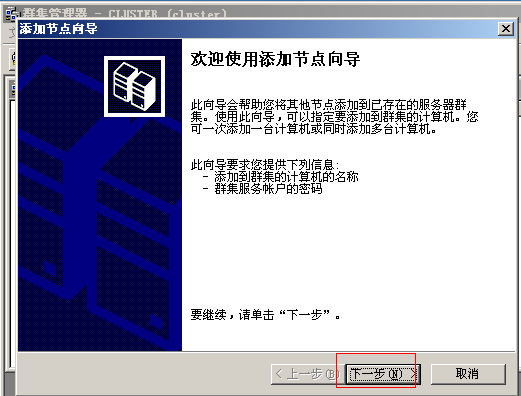 群集管理器 - CLUSTER (cluster)
添加节点向导
欢迎使用添加节点向导
此向导会帮助您将其他节点添加到已存在的服务器群
集。使用此向导，可以指定要添加到群集的计算机。您
可一次添加一台计算机或同时添加多台计算机。
此向导要求您提供下列信息:
- 添加到群集的计算机的名称
- 群集服务帐户的密码
要继续，请单击“下一步”。
< 上一步(B) 下一步(N) > 取消